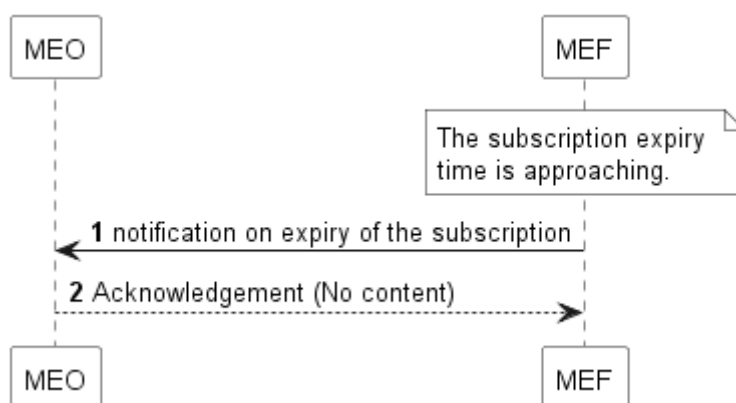 MEO
MEF
The subscription expiry
time is approaching.
1 notification on expiry of the subscription
2 Acknowledgement (No content)
MEO
MEF